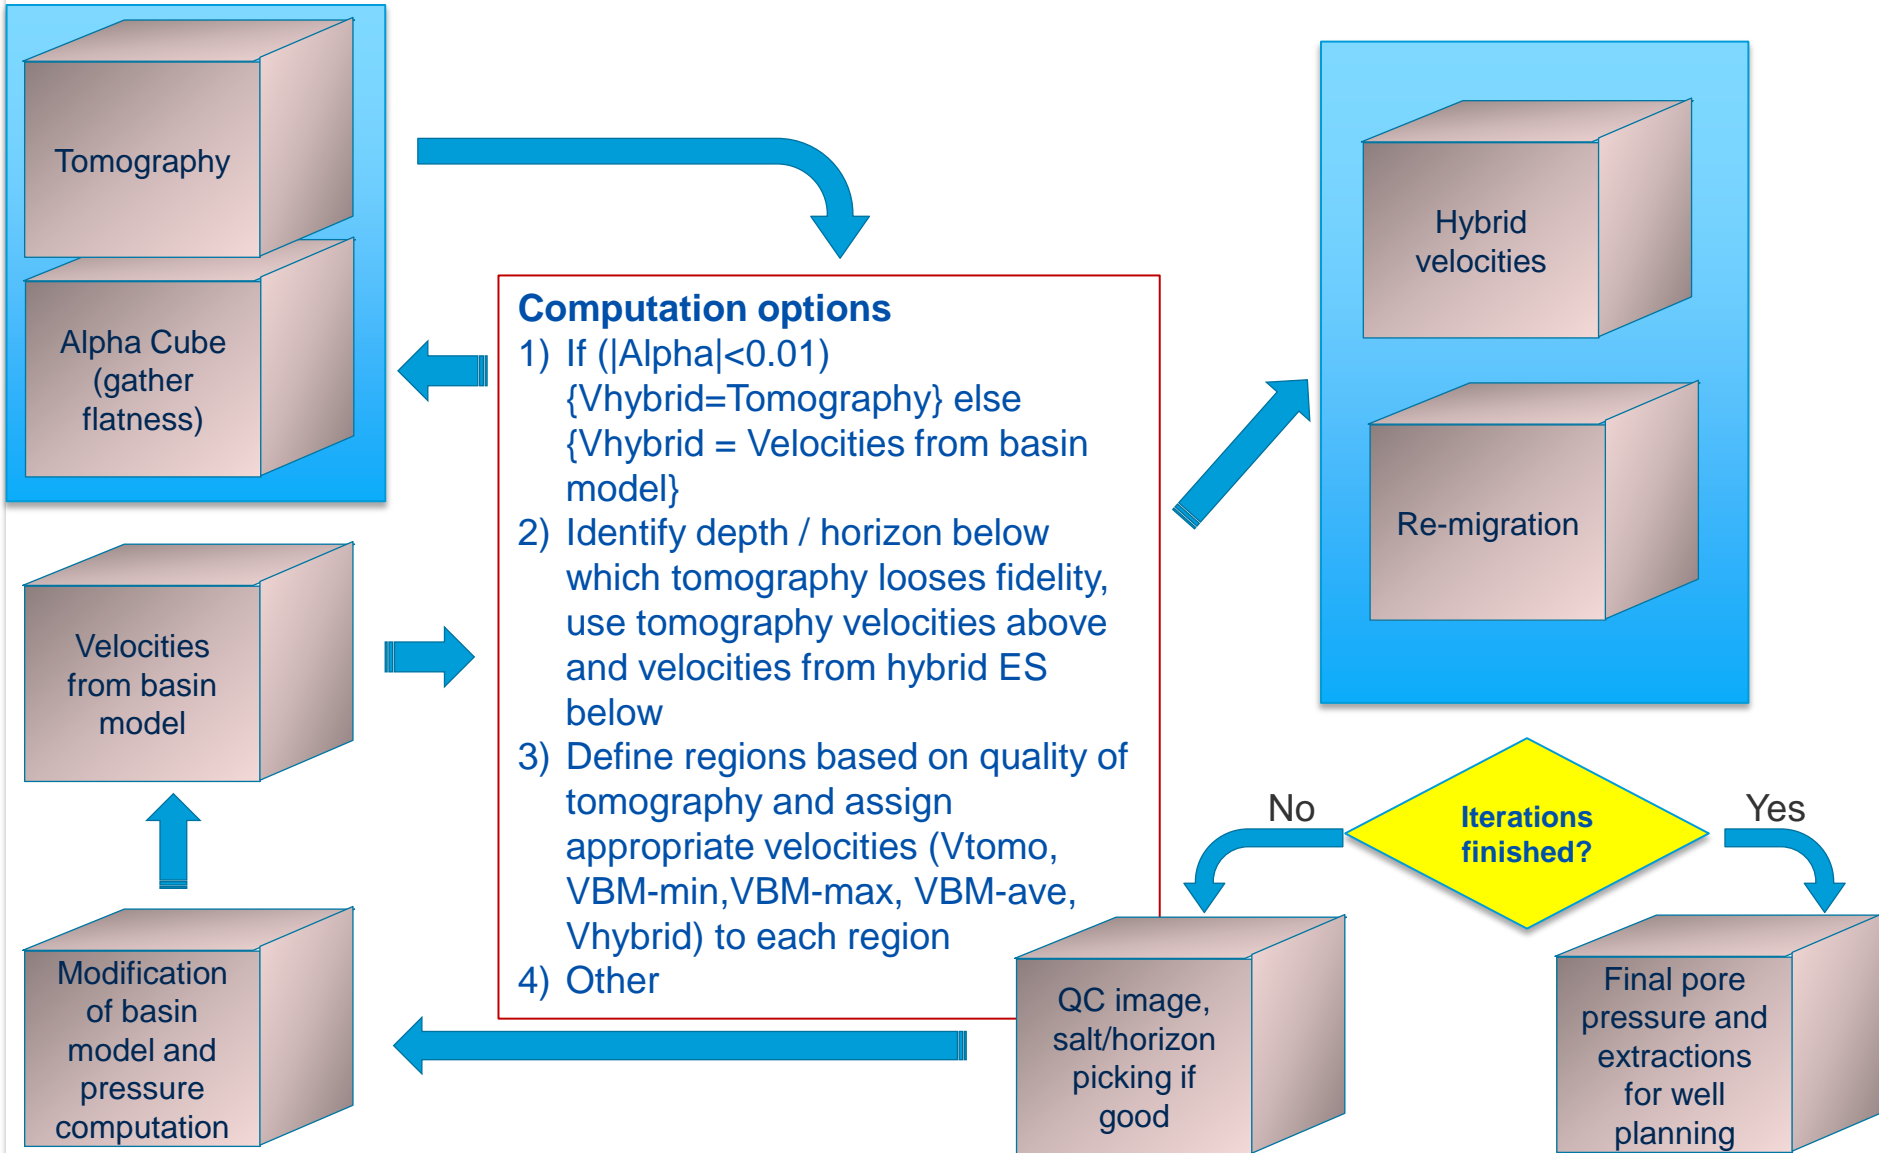 Tomography
Alpha Cube
(gather
flatness)
Velocities
from basin
model
Modification
of basin
model and
pressure
computation
Computation options
1) If (|Alpha|<0.01)
{Vhybrid=Tomography} else
{Vhybrid = Velocities from basin
model}
2) Identify depth / horizon below
which tomography looses fidelity,
use tomography velocities above
and velocities from hybrid ES
below
3) Define regions based on quality of
tomography and assign
appropriate velocities (Vtomo,
VBM-min,VBM-max, VBM-ave,
Vhybrid) to each region
4) Other
Hybrid
velocities
Re-migration
No
Iterations
finished?
Yes
QC image,
salt/horizon
picking if
good
Final pore
pressure and
extractions
for well
planning